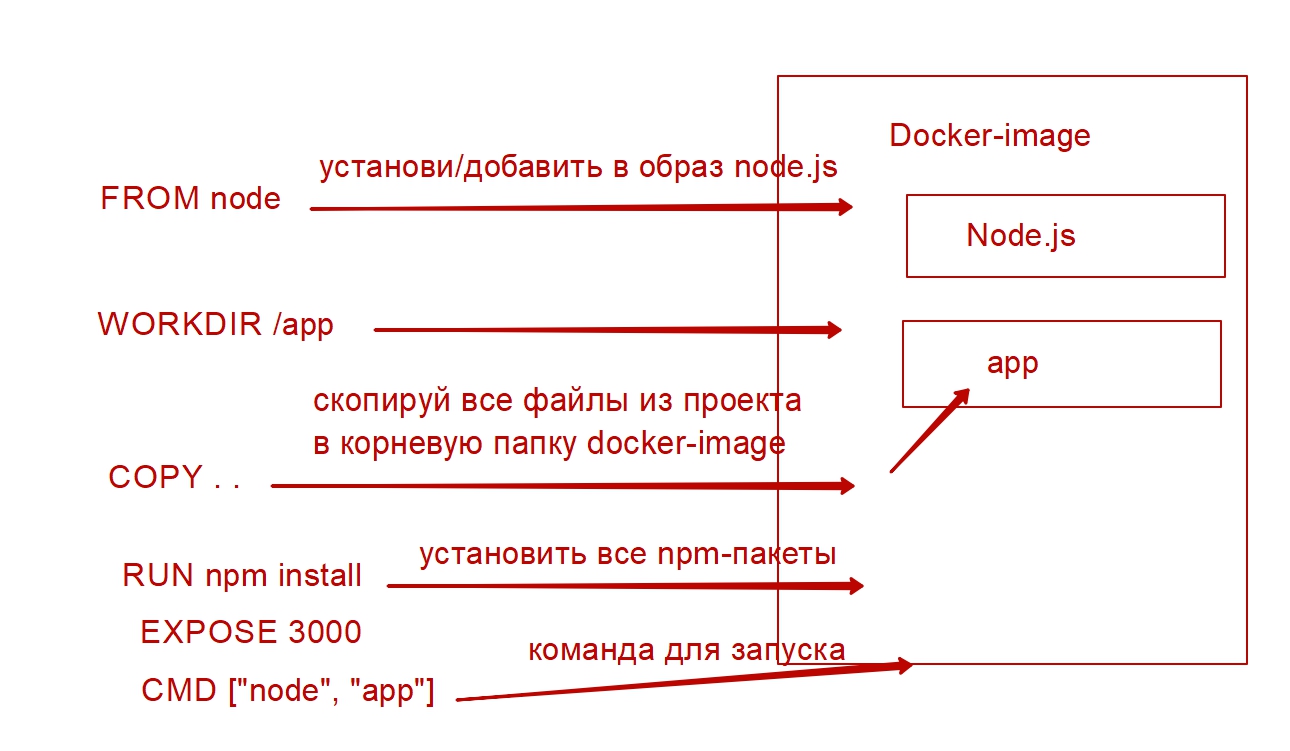 Docker-image
установи/добавить в образ node.js
FROM node
Node.js
WORKDIR /app
app
скопируй все файлы из проекта
в корневую папку docker-image
COPY . .
установить все npm-пакеты
RUN npm install
EXPOSE 3000
команда для запуска
CMD ["node", "app"]